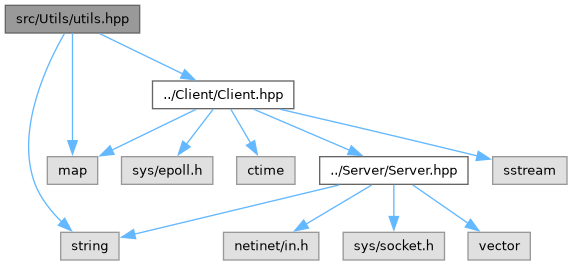 src/Utils/utils.hpp
../Client/Client.hpp
map
sys/epoll.h
ctime
../Server/Server.hpp
sstream
string
netinet/in.h
sys/socket.h
vector